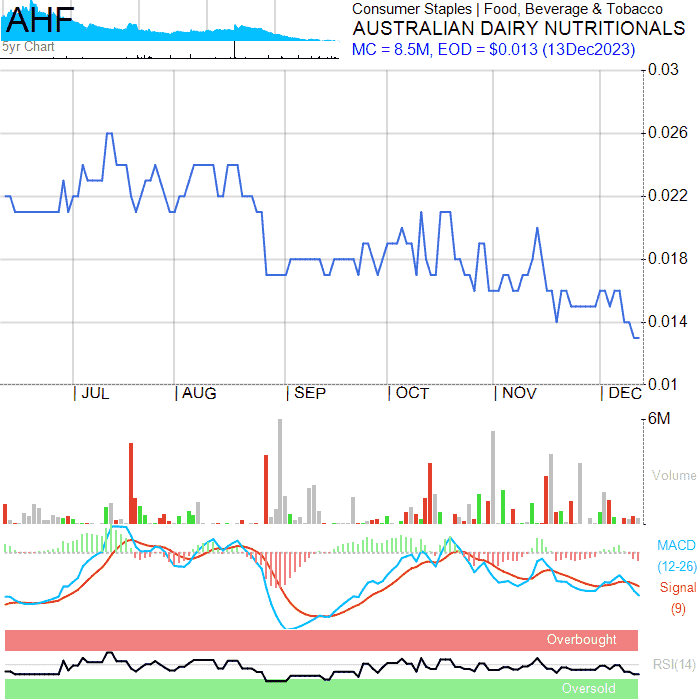 AHF
5yr Chart
Consumer Staples | Food, Beverage & Tobacco
AUSTRALIAN DAIRY NUTRITIONALS
MC = 8.5M, EOD = $0.013 (13Dec2023)
0.03
0.026
0.022
0.018
0.014
0.01
| JUL | AUG | SEP | OCT | NOV | DEC
6M
Volume
MACD
(12-26)
Signal
(9)
Overbought
RSI(14)
Oversold